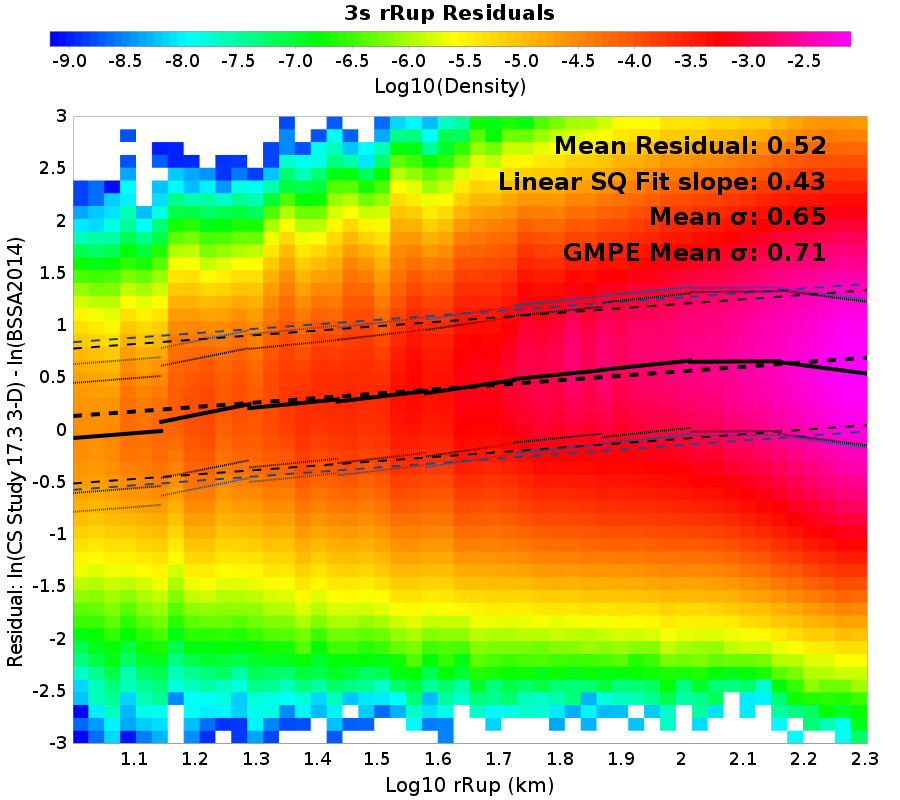 3s rRup Residuals
-9.0 -8.5 -8.0 -7.5 -7.0 -6.5 -6.0 -5.5 -5.0 -4.5 -4.0 -3.5 -3.0 -2.5
Log10(Density)
Mean Residual: 0.52
Linear SQ Fit slope: 0.43
Mean σ: 0.65
GMPE Mean σ: 0.71
Residual: ln(CS Study 17.3 3-D) - ln(BSSA2014)
3
2.5
2
1.5
1
0.5
0
-0.5
-1
-1.5
-2
-2.5
-3
1.1 1.2 1.3 1.4 1.5 1.6 1.7 1.8 1.9 2 2.1 2.2 2.3
Log10 rRup (km)